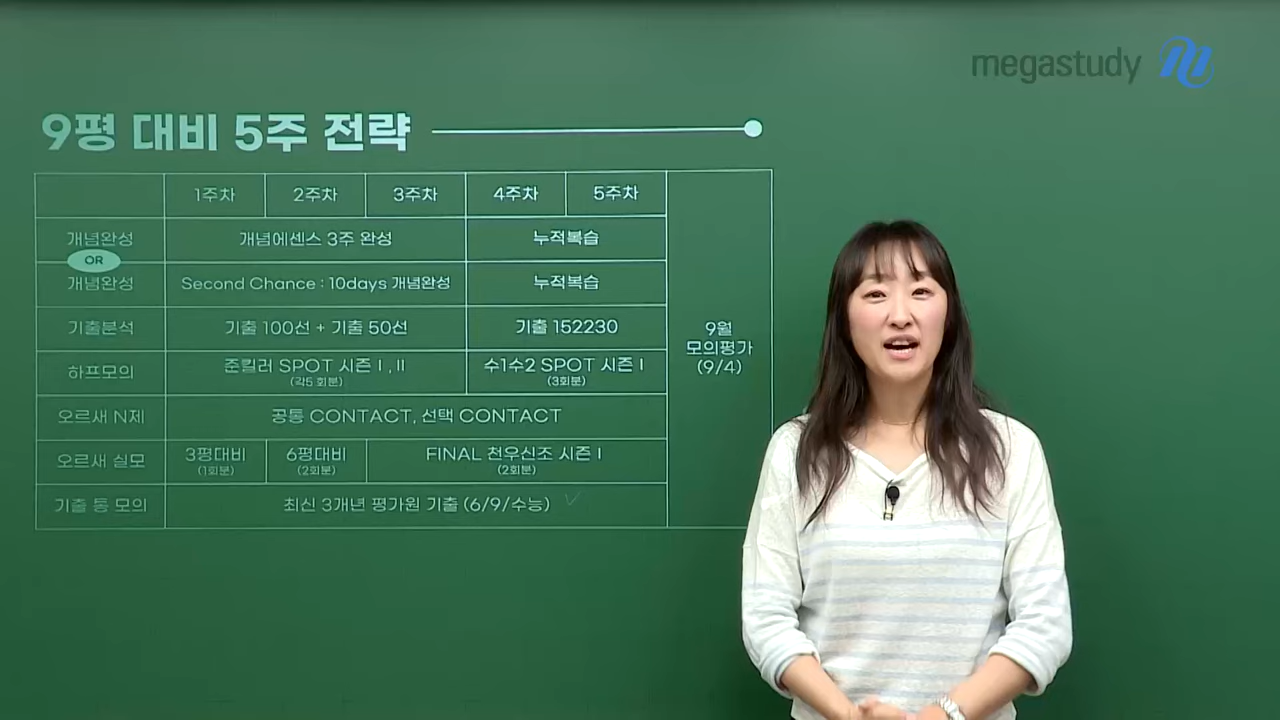 megastudy
9평 대비 5주 전략
1주차 2주차 3주차 4주차 5주차
개념완성 개념에센스 3주 완성 누적복습
OR
개념완성 Second Chance : 10days 개념완성 누적복습
기출분석 기출 100선 + 기출 50선 기출 152230
9월
모의평가
(9/4)
하프모의 준킬러 SPOT 시즌 I , II 수1수2 SPOT 시즌 I
(각5 회분) (3회분)
오르새 N제 공통 CONTACT, 선택 CONTACT
오르새 실모 3평대비 6평대비 FINAL 천우신조 시즌 I
(1회분) (2회분) (2회분)
기출 통 모의 최신 3개년 평가원 기출 (6/9/수능)